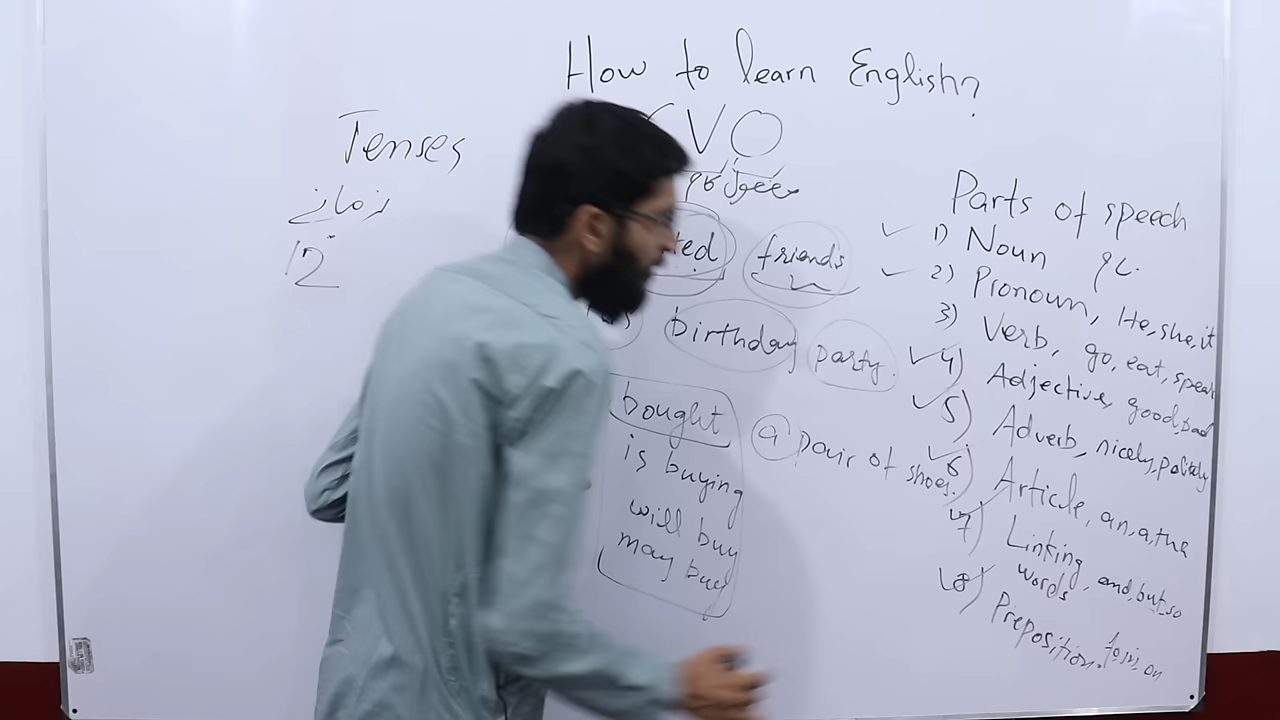 How to learn English?
Tenses
زمانے
12
VO
کام مفعول
friends
birthday party.
bought a pair of shoes.
is buying
will buy
may buy
Parts of speech
1) Noun
2) Pronoun, He, she, it
3) Verb, go, eat, speak
4) Adjective, good, bad
5) Adverb, nicely, politely
6) Article, an, a, the
7) Linking words, and, but, so
8) Preposition. to, in, on